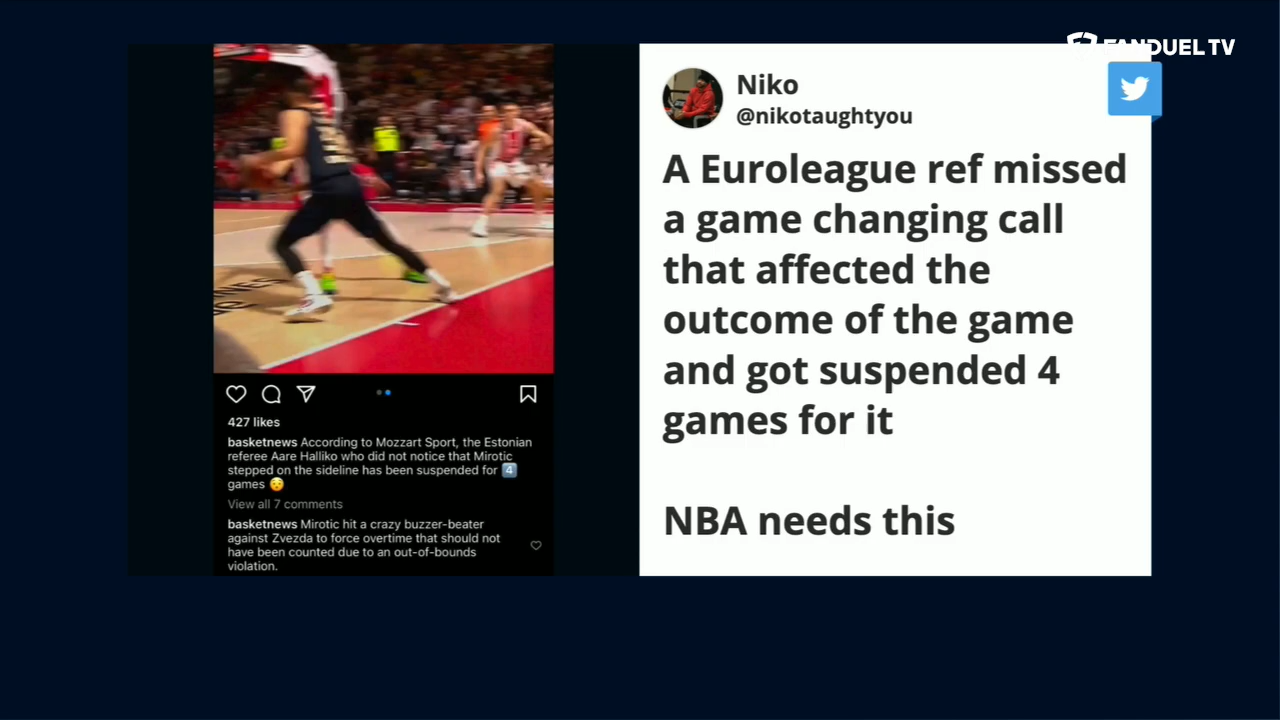 FANDUEL TV
Niko
@nikotaughtyou
A Euroleague ref missed
a game changing call
that affected the
outcome of the game
and got suspended 4
games for it
NBA needs this
427 likes
basketnews According to Mozzart Sport, the Estonian
referee Aare Halliko who did not notice that Mirotic
stepped on the sideline has been suspended for 4️⃣
games 😯
View all 7 comments
basketnews Mirotic hit a crazy buzzer-beater
against Zvezda to force overtime that should not
have been counted due to an out-of-bounds
violation.